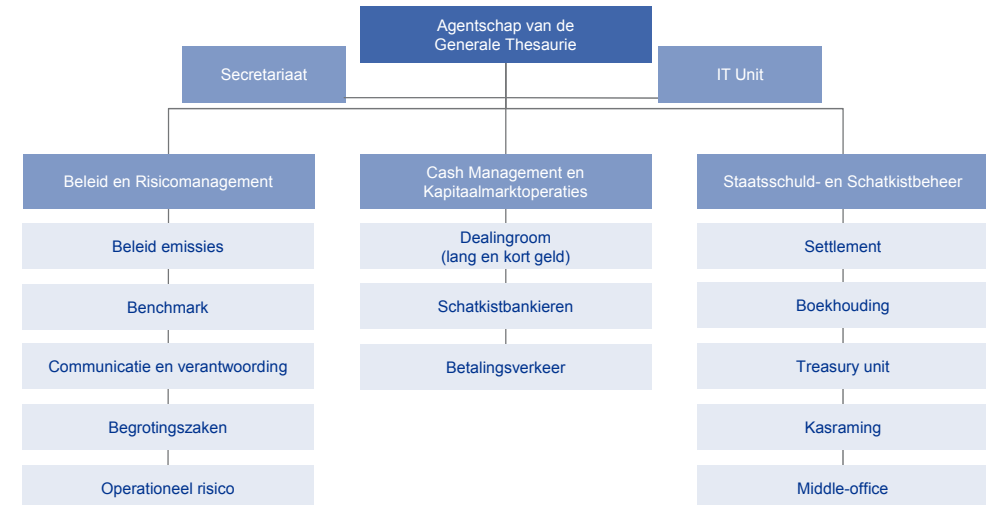 Agentschap van de
Generale Thesaurie
Secretariaat
IT Unit
Beleid en Risicomanagement
Cash Management en
Kapitaalmarktoperaties
Staatsschuld- en Schatkistbeheer
Beleid emissies
Dealingroom
(lang en kort geld)
Settlement
Benchmark
Schatkistbankieren
Boekhouding
Communicatie en verantwoording
Betalingsverkeer
Treasury unit
Begrotingszaken
Kasraming
Operationeel risico
Middle-office